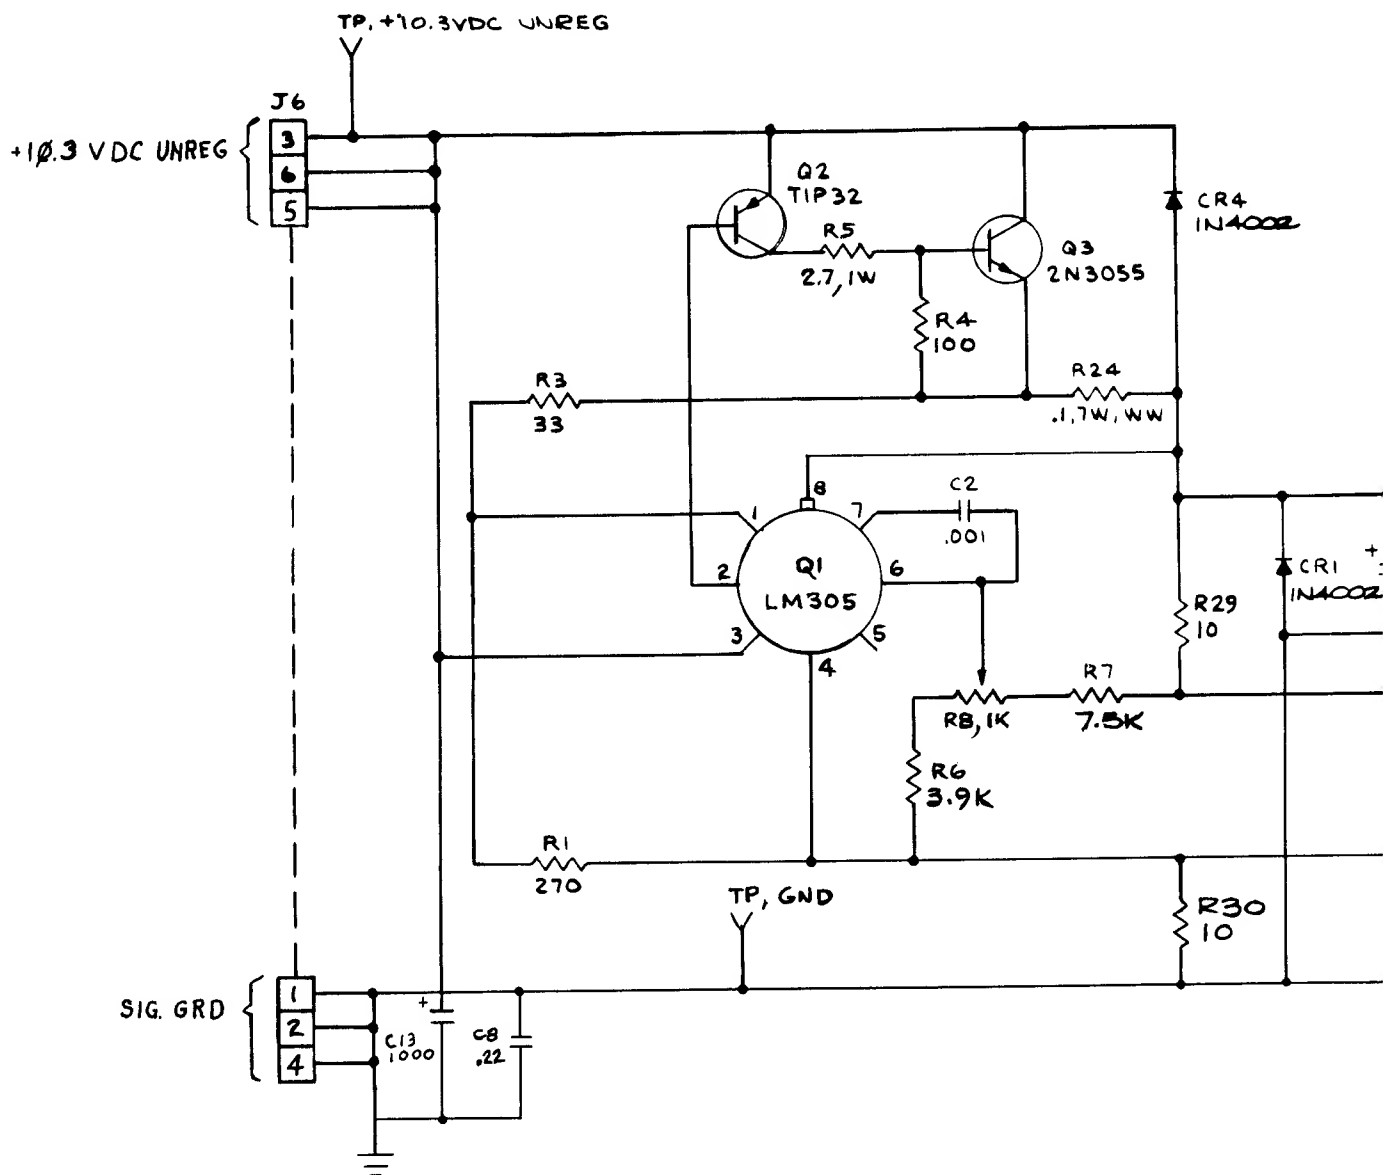 TP, +10.3VDC UNREG
J6
+1Ø.3 VDC UNREG
3
6
5
Q2
TIP32
R5
2.7, 1W
Q3
2N3055
CR4
1N4002
R4
100
R3
33
R24
.1, 7W, WW
8
1
7
C2
.001
2
Q1
LM305
6
3
5
4
CR1
1N4002
+
R29
10
R8, 1K
R7
7.5K
R6
3.9K
R1
270
TP, GND
R30
10
SIG. GRD
1
2
4
+
C13
1000
C8
.22